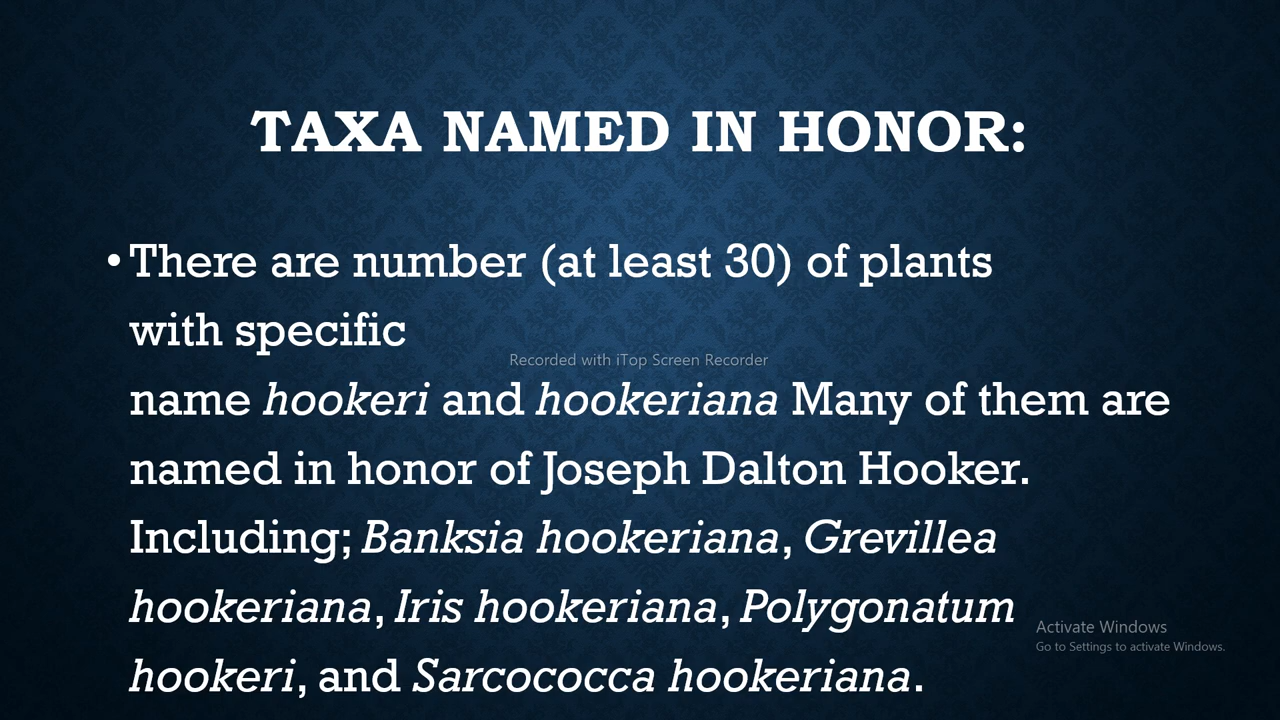 TAXA NAMED IN HONOR:
• There are number (at least 30) of plants
with specific
Recorded with iTop Screen Recorder
name hookeri and hookeriana Many of them are
named in honor of Joseph Dalton Hooker.
Including; Banksia hookeriana, Grevillea
hookeriana, Iris hookeriana, Polygonatum
Activate Windows
Go to Settings to activate Windows.
hookeri, and Sarcococca hookeriana.